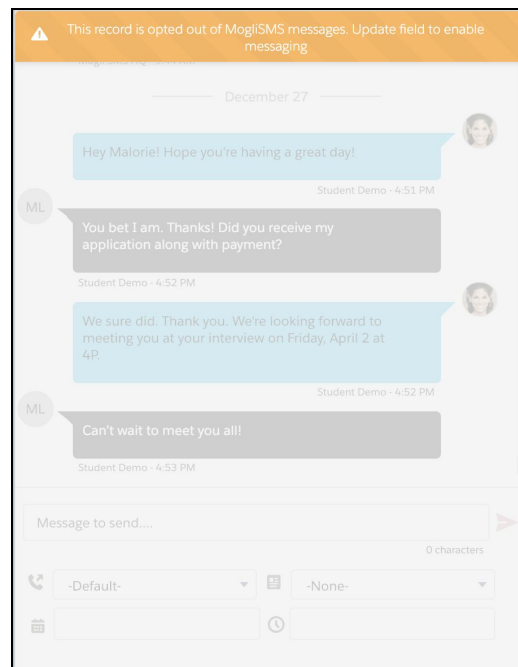 This record is opted out of MogliSMS messages. Update field to enable
messaging
December 27
Hey Malorie! Hope you're having a great day!
Student Demo - 4:51 PM
ML
You bet I am. Thanks! Did you receive my
application along with payment?
Student Demo - 4:52 PM
We sure did. Thank you. We're looking forward to
meeting you at your interview on Friday, April 2 at
4P.
Student Demo - 4:52 PM
ML
Can't wait to meet you all!
Student Demo - 4:53 PM
Message to send....
0 characters
-Default-
-None-